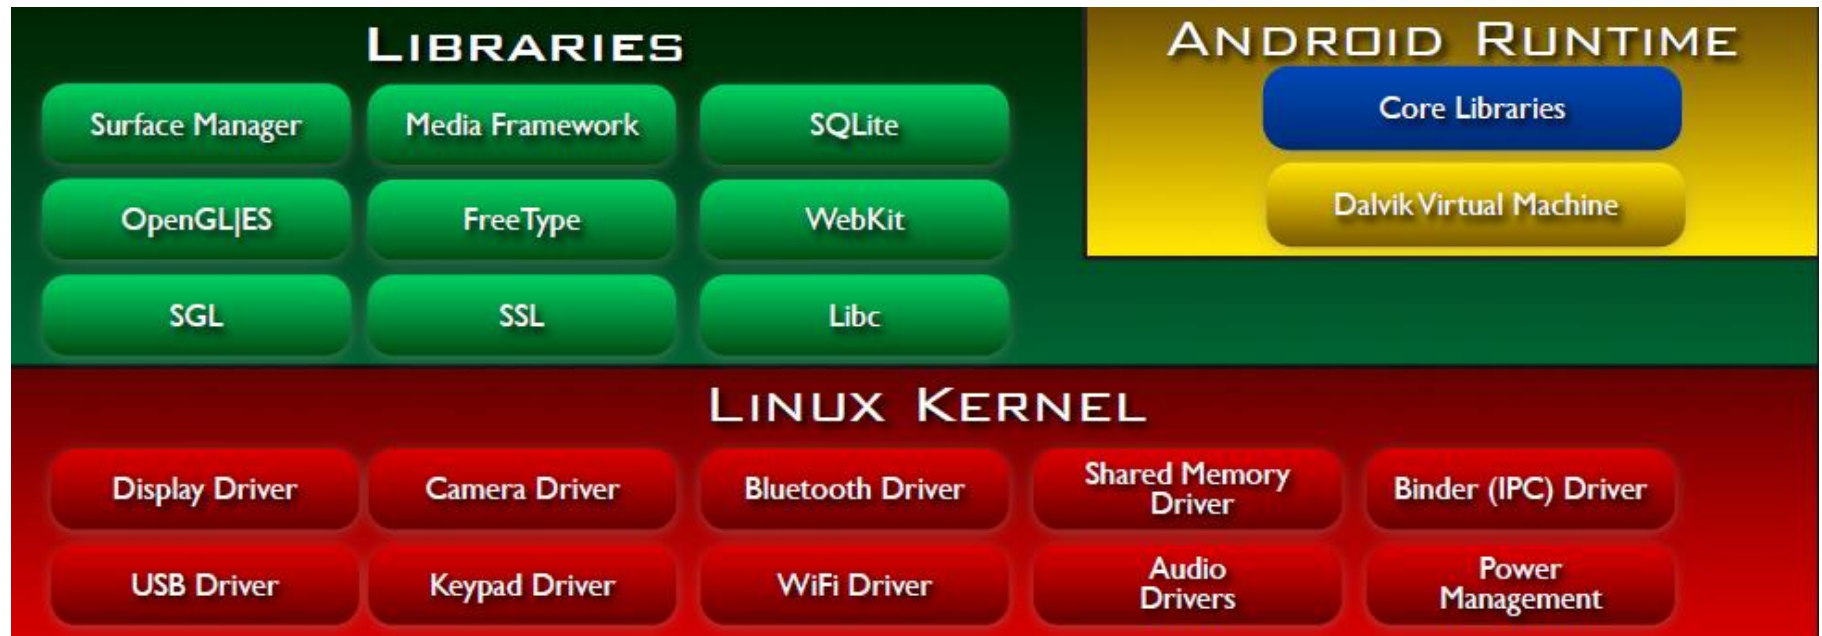 LIBRARIES
ANDROID RUNTIME
Surface Manager
Media Framework
SQLite
Core Libraries
OpenGL|ES
FreeType
WebKit
Dalvik Virtual Machine
SGL
SSL
Libc
LINUX KERNEL
Display Driver
Camera Driver
Bluetooth Driver
Shared Memory
Driver
Binder (IPC) Driver
USB Driver
Keypad Driver
WiFi Driver
Audio
Drivers
Power
Management